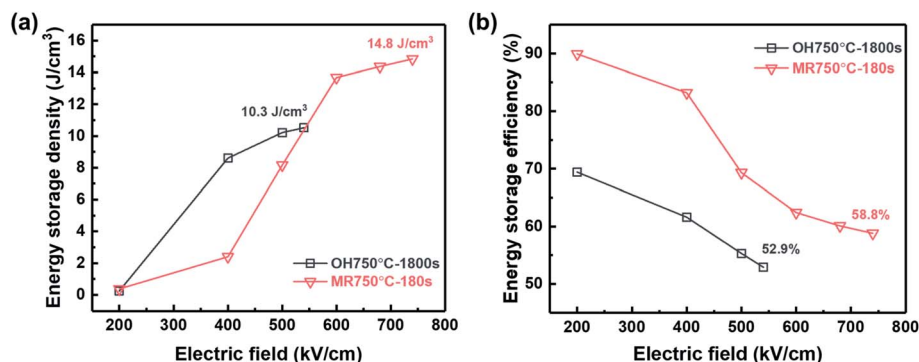 (a)
Energy storage density (J/cm³)
16
14
12
10
8
6
4
2
0
14.8 J/cm³
10.3 J/cm³
OH750°C-1800s
MR750°C-180s
200
300
400
500
600
700
800
Electric field (kV/cm)
(b)
Energy storage efficiency (%)
90
80
70
60
50
OH750°C-1800s
MR750°C-180s
58.8%
52.9%
200
300
400
500
600
700
800
Electric field (kV/cm)